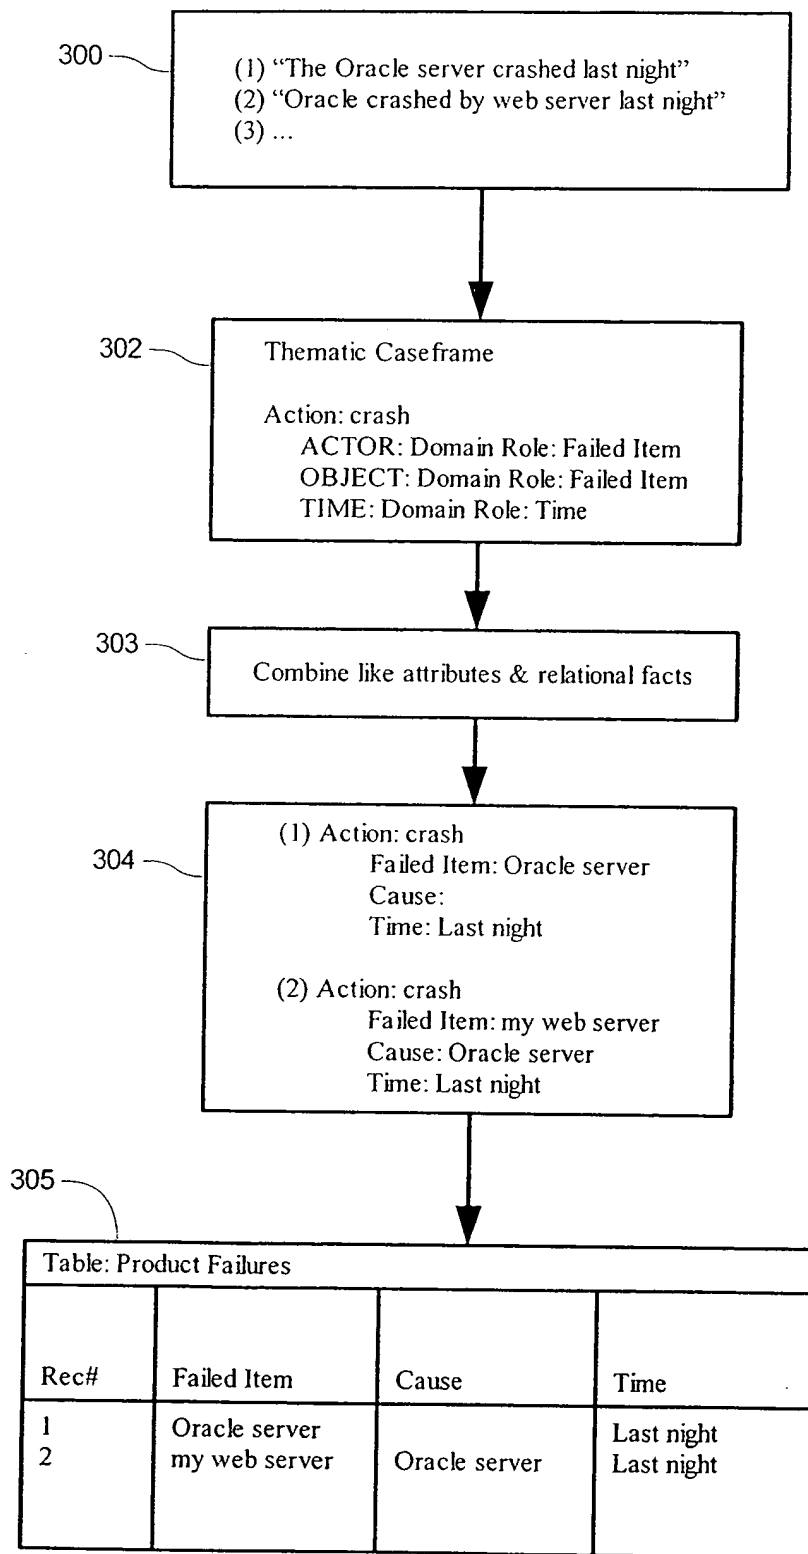 300
(1) “The Oracle server crashed last night”
(2) “Oracle crashed by web server last night”
(3) ...
302
Thematic Caseframe
Action: crash
ACTOR: Domain Role: Failed Item
OBJECT: Domain Role: Failed Item
TIME: Domain Role: Time
303
Combine like attributes & relational facts
304
(1) Action: crash
Failed Item: Oracle server
Cause:
Time: Last night
(2) Action: crash
Failed Item: my web server
Cause: Oracle server
Time: Last night
305
Table: Product Failures
Rec# Failed Item Cause Time
1 Oracle server Last night
2 my web server Oracle server Last night